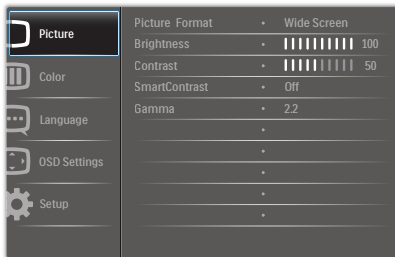 Picture
Color
Language
OSD Settings
Setup
Picture Format • Wide Screen
Brightness • 100
Contrast • 50
SmartContrast • Off
Gamma • 2.2